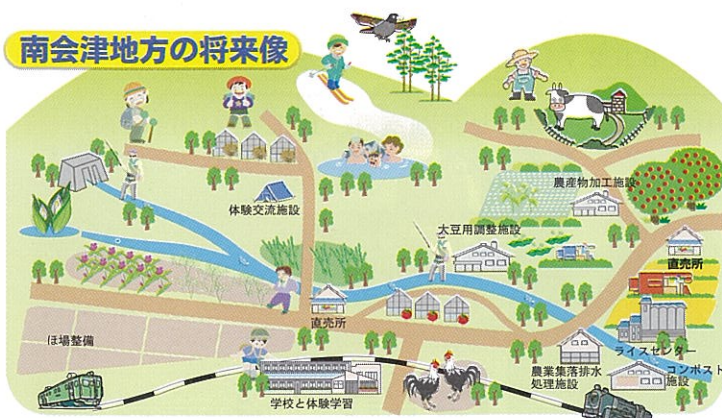 南会津地方の将来像
体験交流施設
農産物加工施設
大豆用調整施設
直売所
直売所
ほ場整備
ライスセンター
農業集落排水
処理施設
コンポスト
施設
学校と体験学習